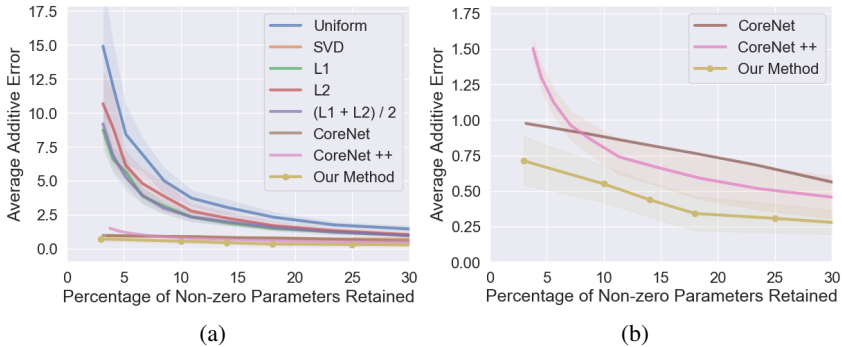 17.5
15.0
12.5
10.0
7.5
5.0
2.5
0.0
Average Additive Error
Uniform
SVD
L1
L2
(L1 + L2) / 2
CoreNet
CoreNet ++
Our Method
0 5 10 15 20 25 30
Percentage of Non-zero Parameters Retained
(a)
1.75
1.50
1.25
1.00
0.75
0.50
0.25
0.00
Average Additive Error
CoreNet
CoreNet ++
Our Method
0 5 10 15 20 25 30
Percentage of Non-zero Parameters Retained
(b)